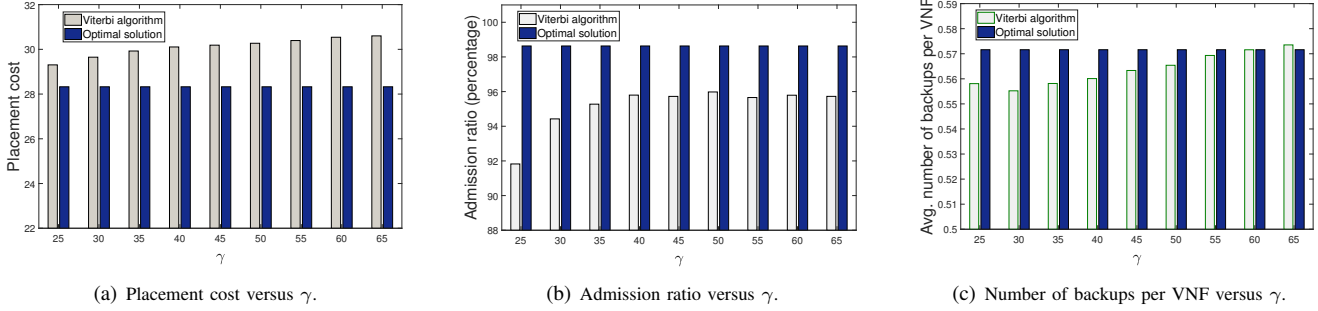 32
30
28
26
24
22
Placement cost
Viterbi algorithm
Optimal solution
25 30 35 40 45 50 55 60 65
γ
(a) Placement cost versus γ.
100
98
96
94
92
90
88
Admission ratio (percentage)
Viterbi algorithm
Optimal solution
25 30 35 40 45 50 55 60 65
γ
(b) Admission ratio versus γ.
0.59
0.58
0.57
0.56
0.55
0.54
0.53
0.52
0.51
0.5
Avg. number of backups per VNF
Viterbi algorithm
Optimal solution
25 30 35 40 45 50 55 60 65
γ
(c) Number of backups per VNF versus γ.